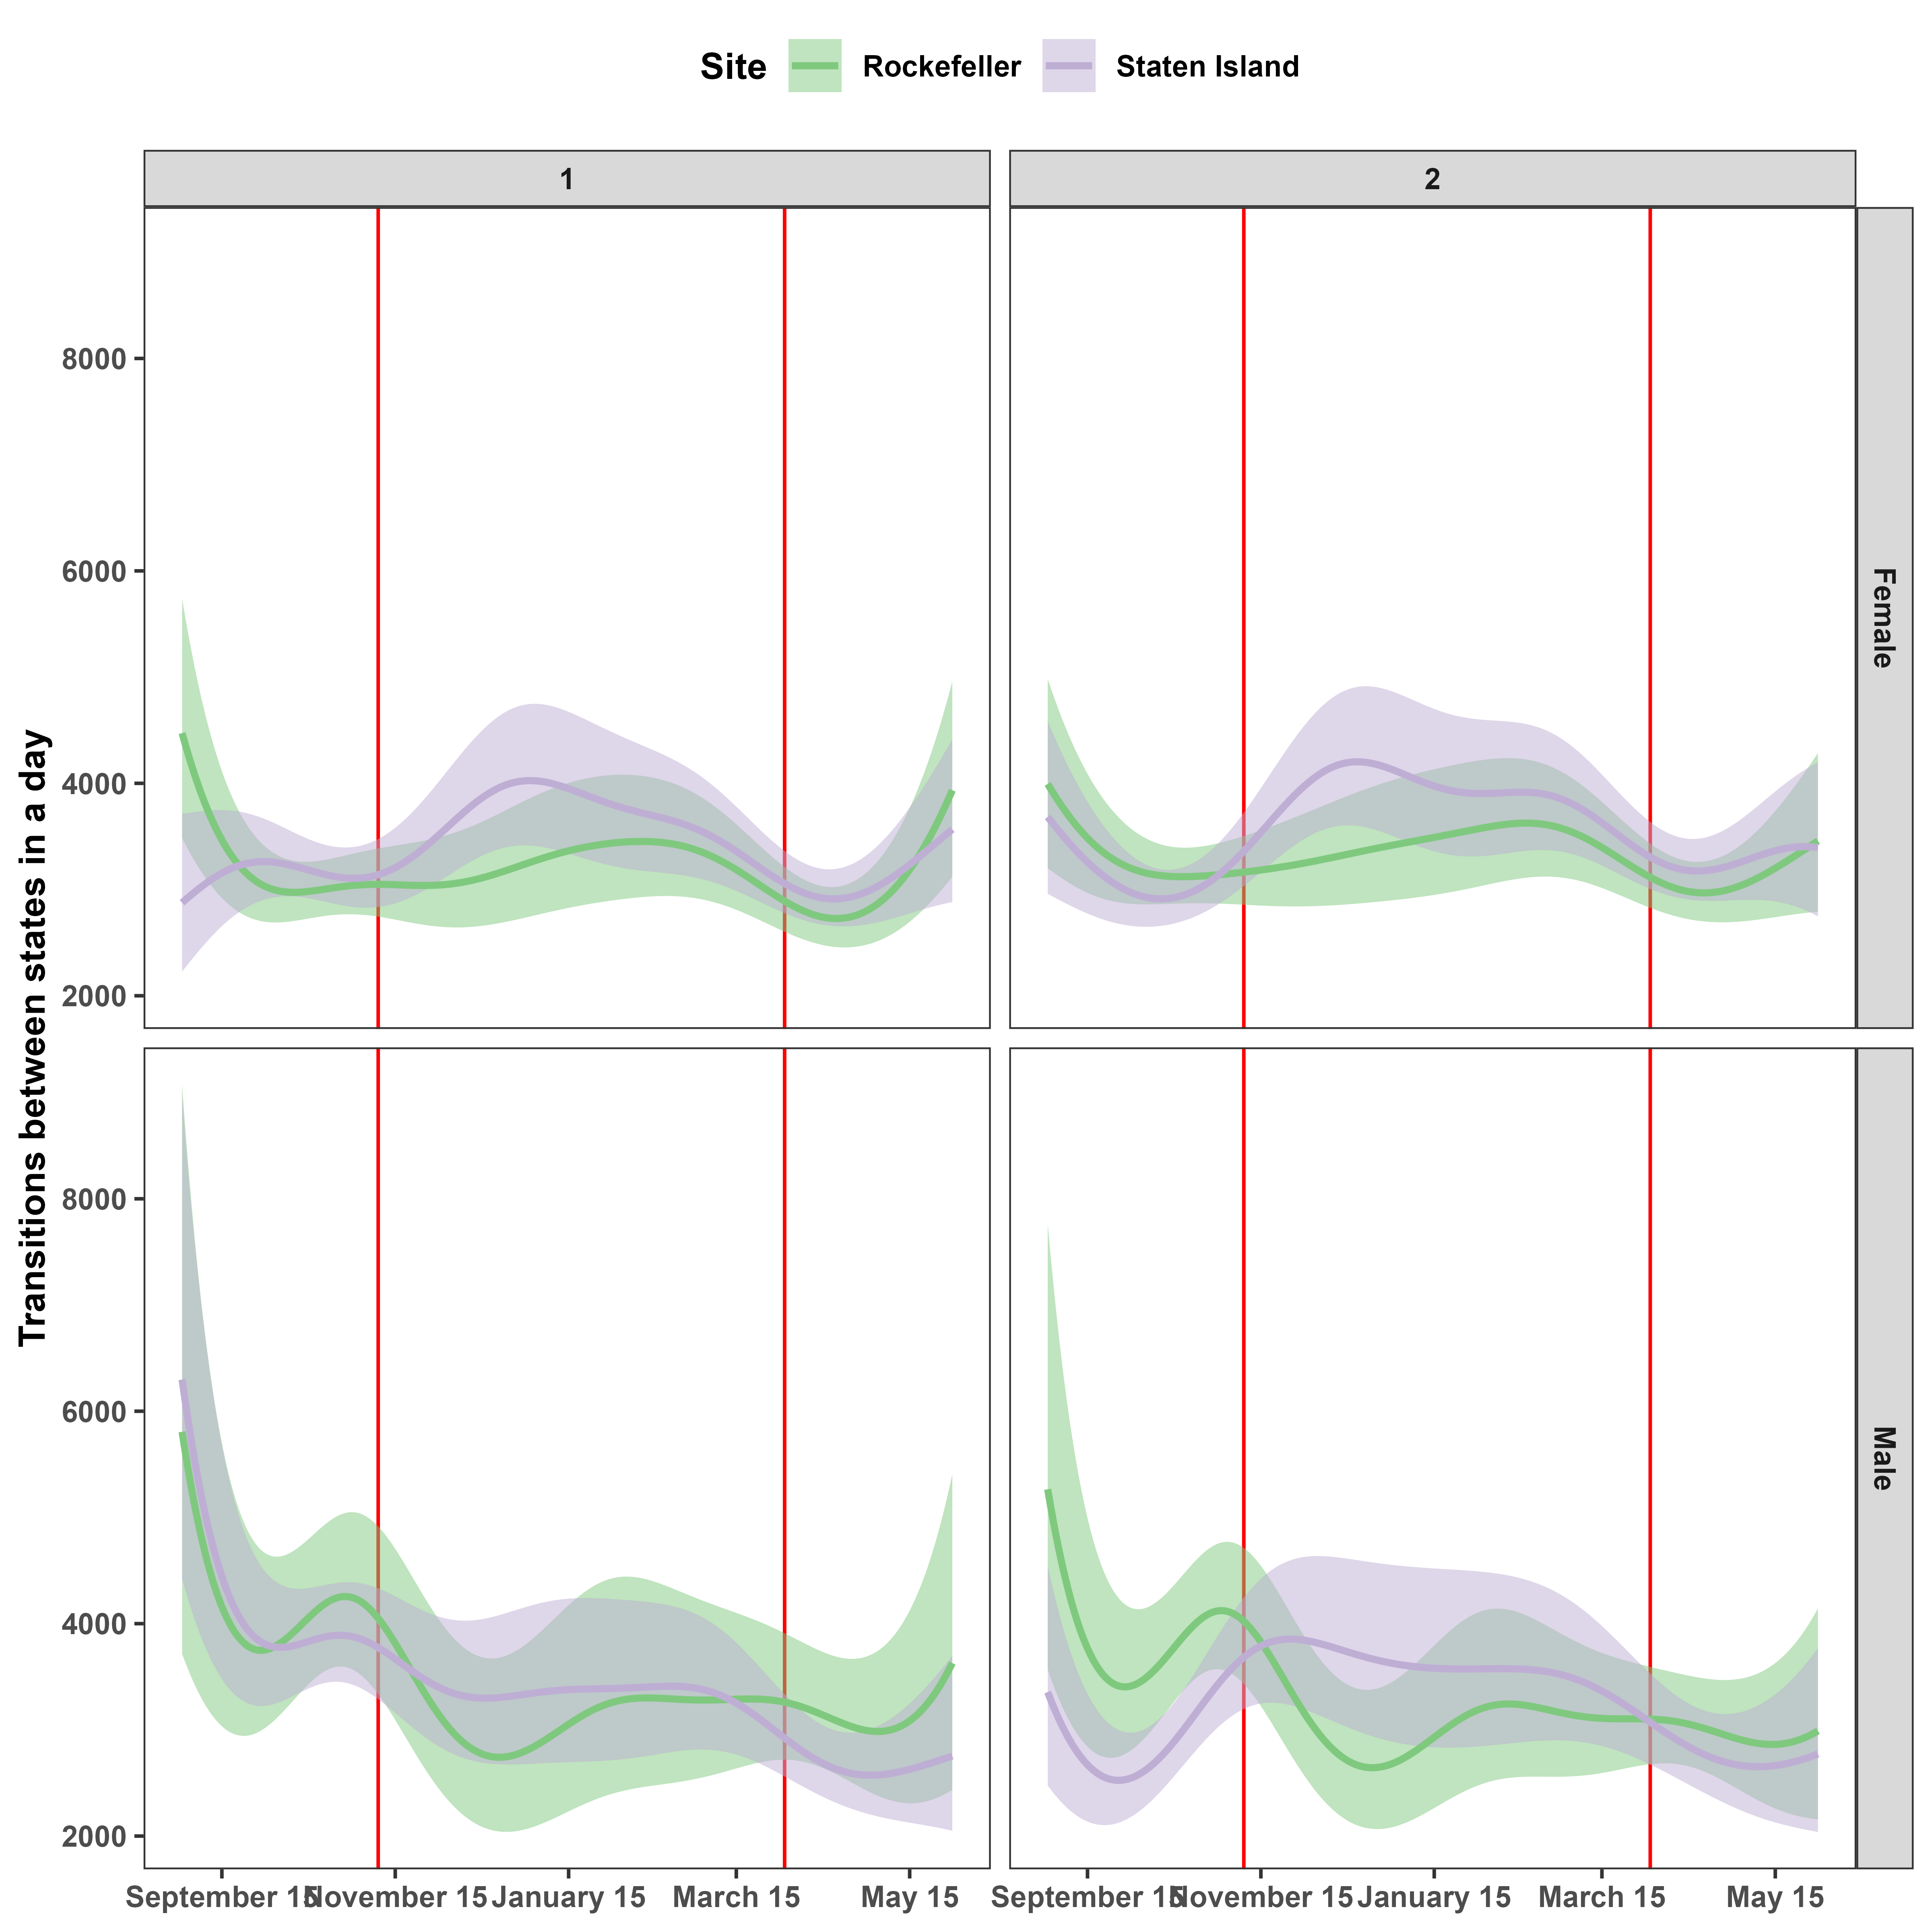 Site Rockefeller Staten Island
1 2
8000
6000
4000
2000
Female
Transitions between states in a day
8000
6000
4000
2000
Male
September 15 November 15 January 15 March 15 May 15 September 15 November 15 January 15 March 15 May 15